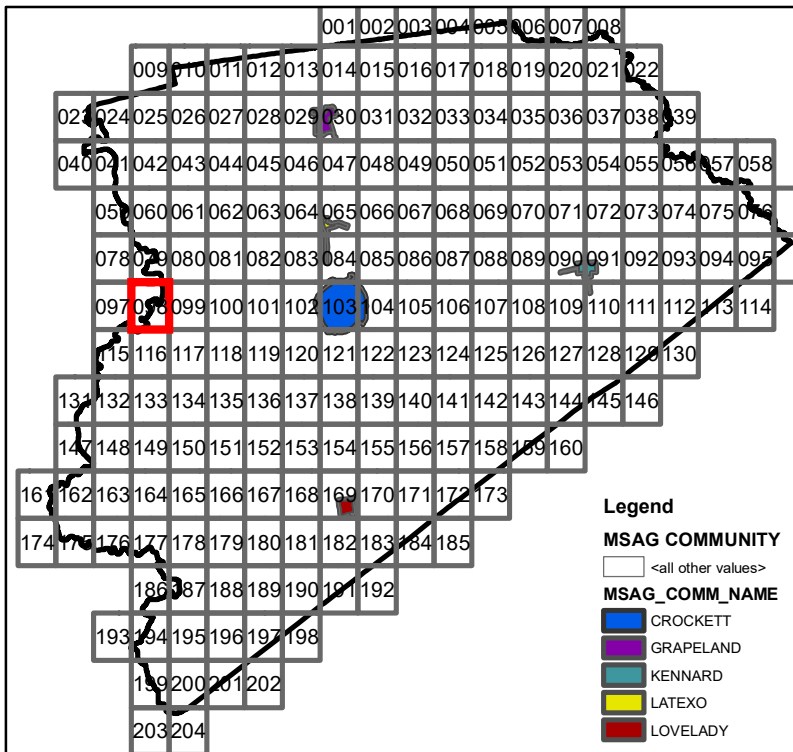 001 002 003 004 005 006 007 008
009 010 011 012 013 014 015 016 017 018 019 020 021 022
023 024 025 026 027 028 029 030 031 032 033 034 035 036 037 038 039
040 041 042 043 044 045 046 047 048 049 050 051 052 053 054 055 056 057 058
059 060 061 062 063 064 065 066 067 068 069 070 071 072 073 074 075 076
078 079 080 081 082 083 084 085 086 087 088 089 090 091 092 093 094 095
097 098 099 100 101 102 103 104 105 106 107 108 109 110 111 112 113 114
115 116 117 118 119 120 121 122 123 124 125 126 127 128 129 130
131 132 133 134 135 136 137 138 139 140 141 142 143 144 145 146
147 148 149 150 151 152 153 154 155 156 157 158 159 160
161 162 163 164 165 166 167 168 169 170 171 172 173
174 175 176 177 178 179 180 181 182 183 184 185
186 187 188 189 190 191 192
193 194 195 196 197 198
199 200 201 202
203 204
Legend
MSAG COMMUNITY
<all other values>
MSAG_COMM_NAME
CROCKETT
GRAPELAND
KENNARD
LATEXO
LOVELADY